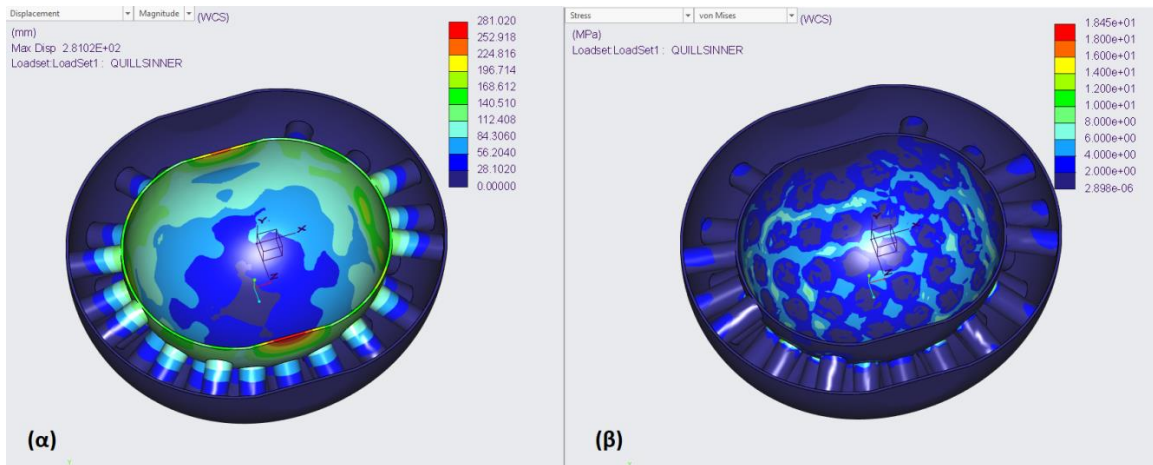 Displacement Magnitude (WCS)
(mm)
Max Disp 2.8102E+02
Loadset:LoadSet1 : QUILLSINNER
281.020
252.918
224.816
196.714
168.612
140.510
112.408
84.3060
56.2040
28.1020
0.00000
Y
X
Z
(α)
Stress von Mises (WCS)
(MPa)
Loadset:LoadSet1 : QUILLSINNER
1.845e+01
1.800e+01
1.600e+01
1.400e+01
1.200e+01
1.000e+01
8.000e+00
6.000e+00
4.000e+00
2.000e+00
2.898e-06
(β)